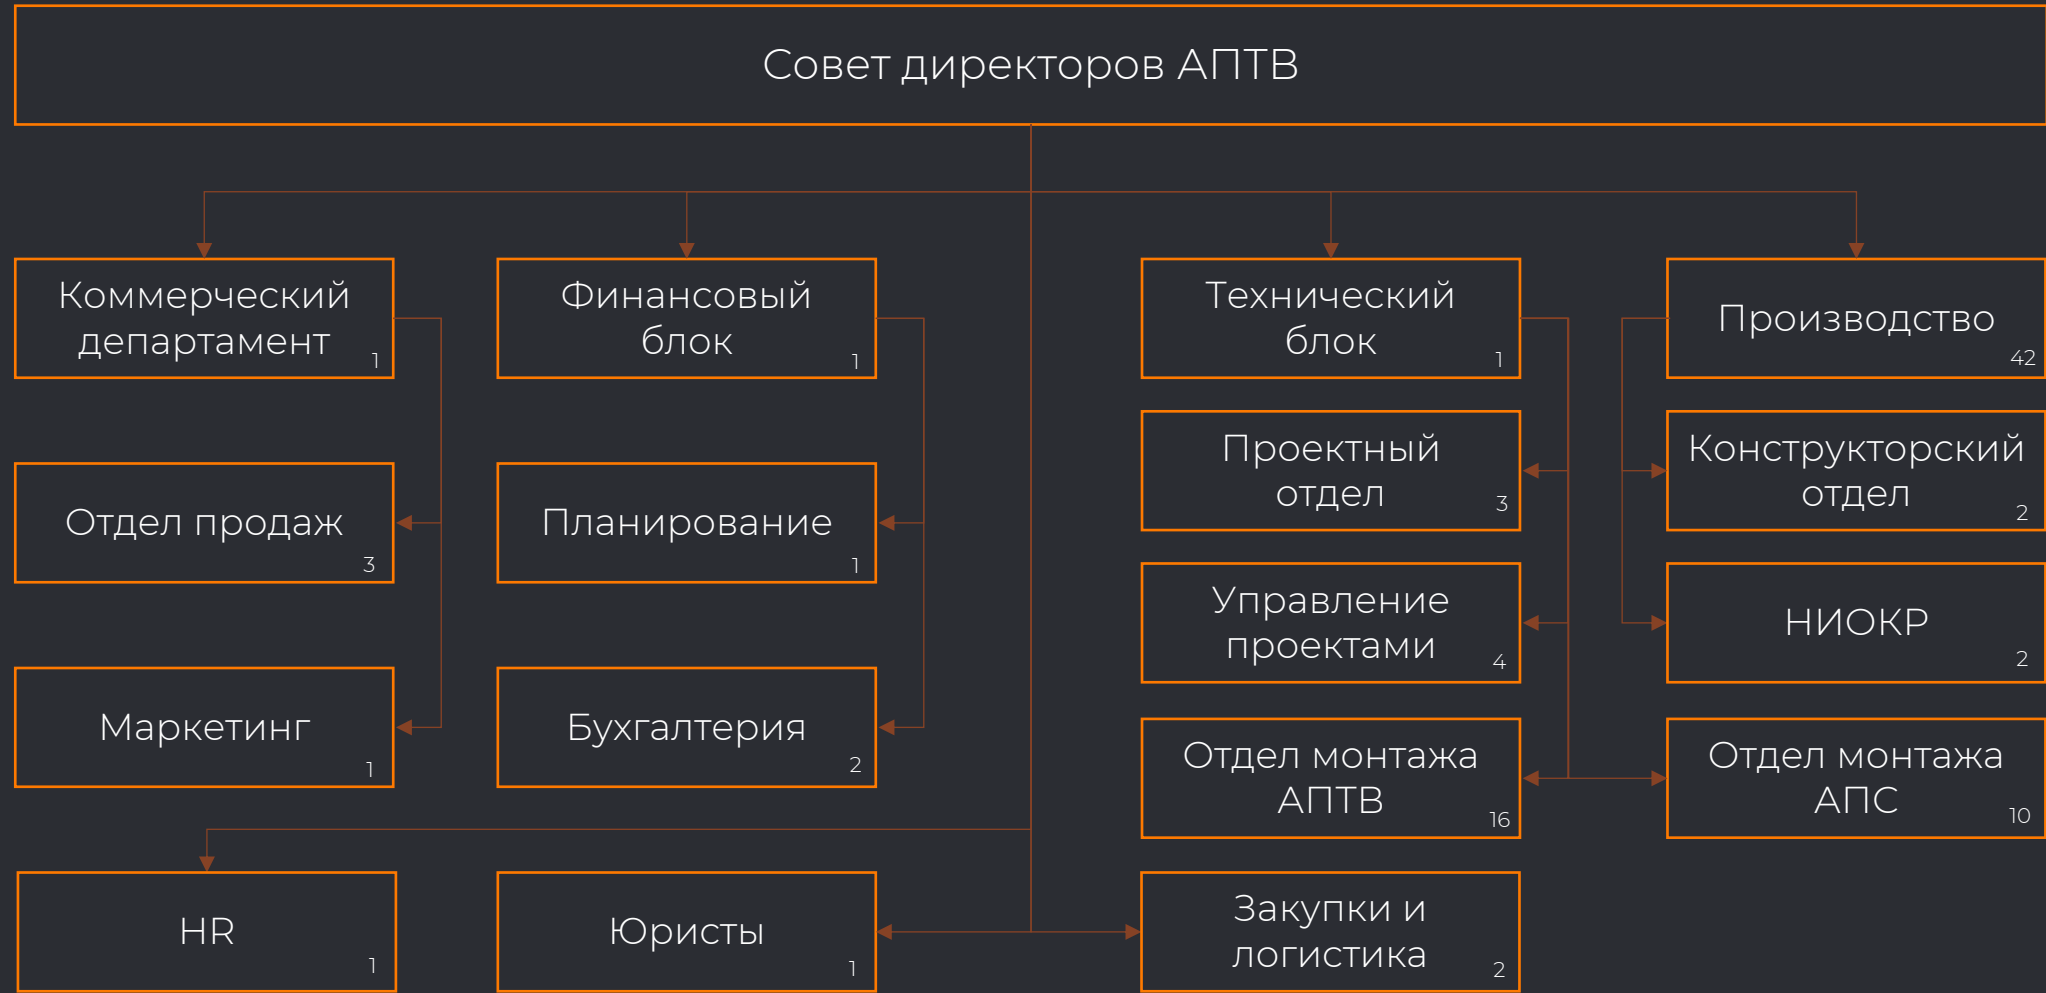 Совет директоров АПТВ
Коммерческий
департамент
1
Финансовый
блок
1
Технический
блок
1
Производство
42
Проектный
отдел
3
Конструкторский
отдел
2
Отдел продаж
3
Планирование
1
Управление
проектами
4
НИОКР
2
Маркетинг
1
Бухгалтерия
2
Отдел монтажа
АПТВ
16
Отдел монтажа
АПС
10
HR
1
Юристы
1
Закупки и
логистика
2